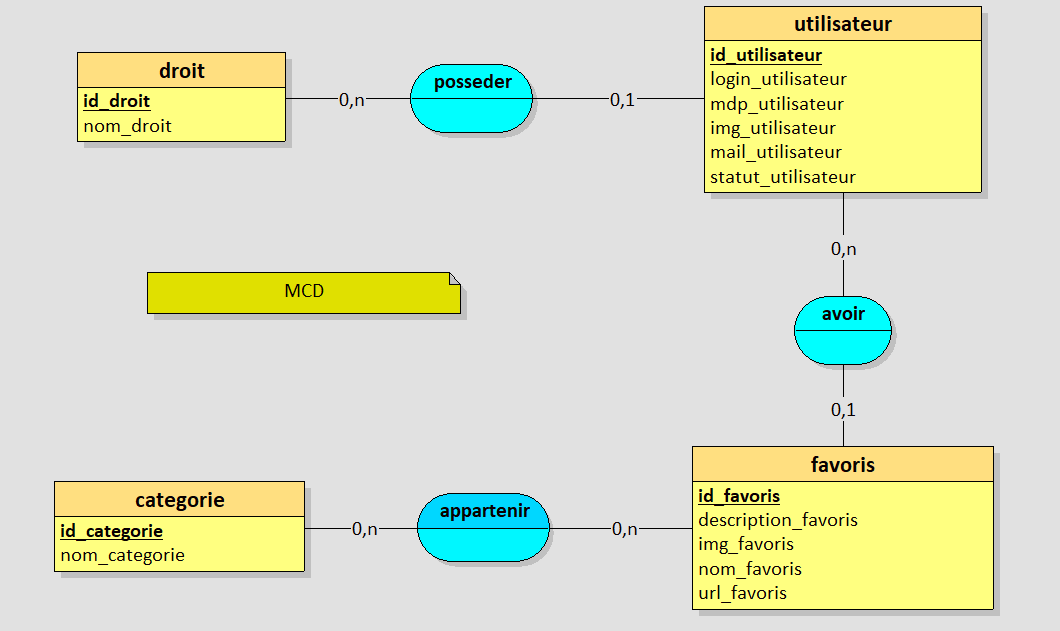 droit
id_droit
nom_droit
0,n
posseder
0,1
utilisateur
id_utilisateur
login_utilisateur
mdp_utilisateur
img_utilisateur
mail_utilisateur
statut_utilisateur
0,n
MCD
avoir
0,1
categorie
id_categorie
nom_categorie
0,n
appartenir
0,n
favoris
id_favoris
description_favoris
img_favoris
nom_favoris
url_favoris